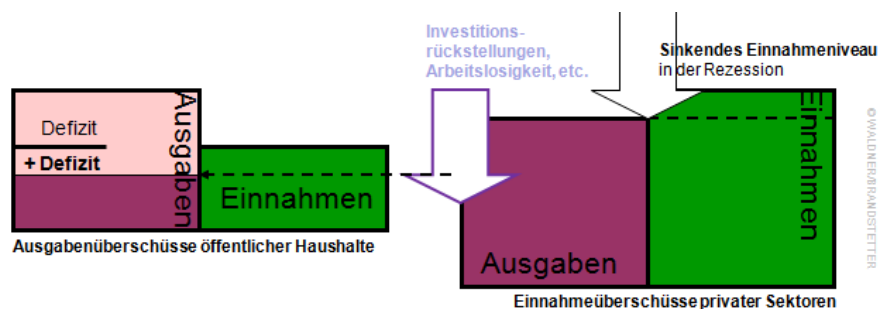 Investitions-
rückstellungen,
Arbeitslosigkeit, etc.
Sinkendes Einnahmeniveau
in der Rezession
Defizit
+ Defizit
Ausgaben
Einnahmen
Ausgabenüberschüsse öffentlicher Haushalte
Ausgaben
Einnahmen
Einnahmeüberschüsse privater Sektoren
© WALDNER/BRANDSTETTER